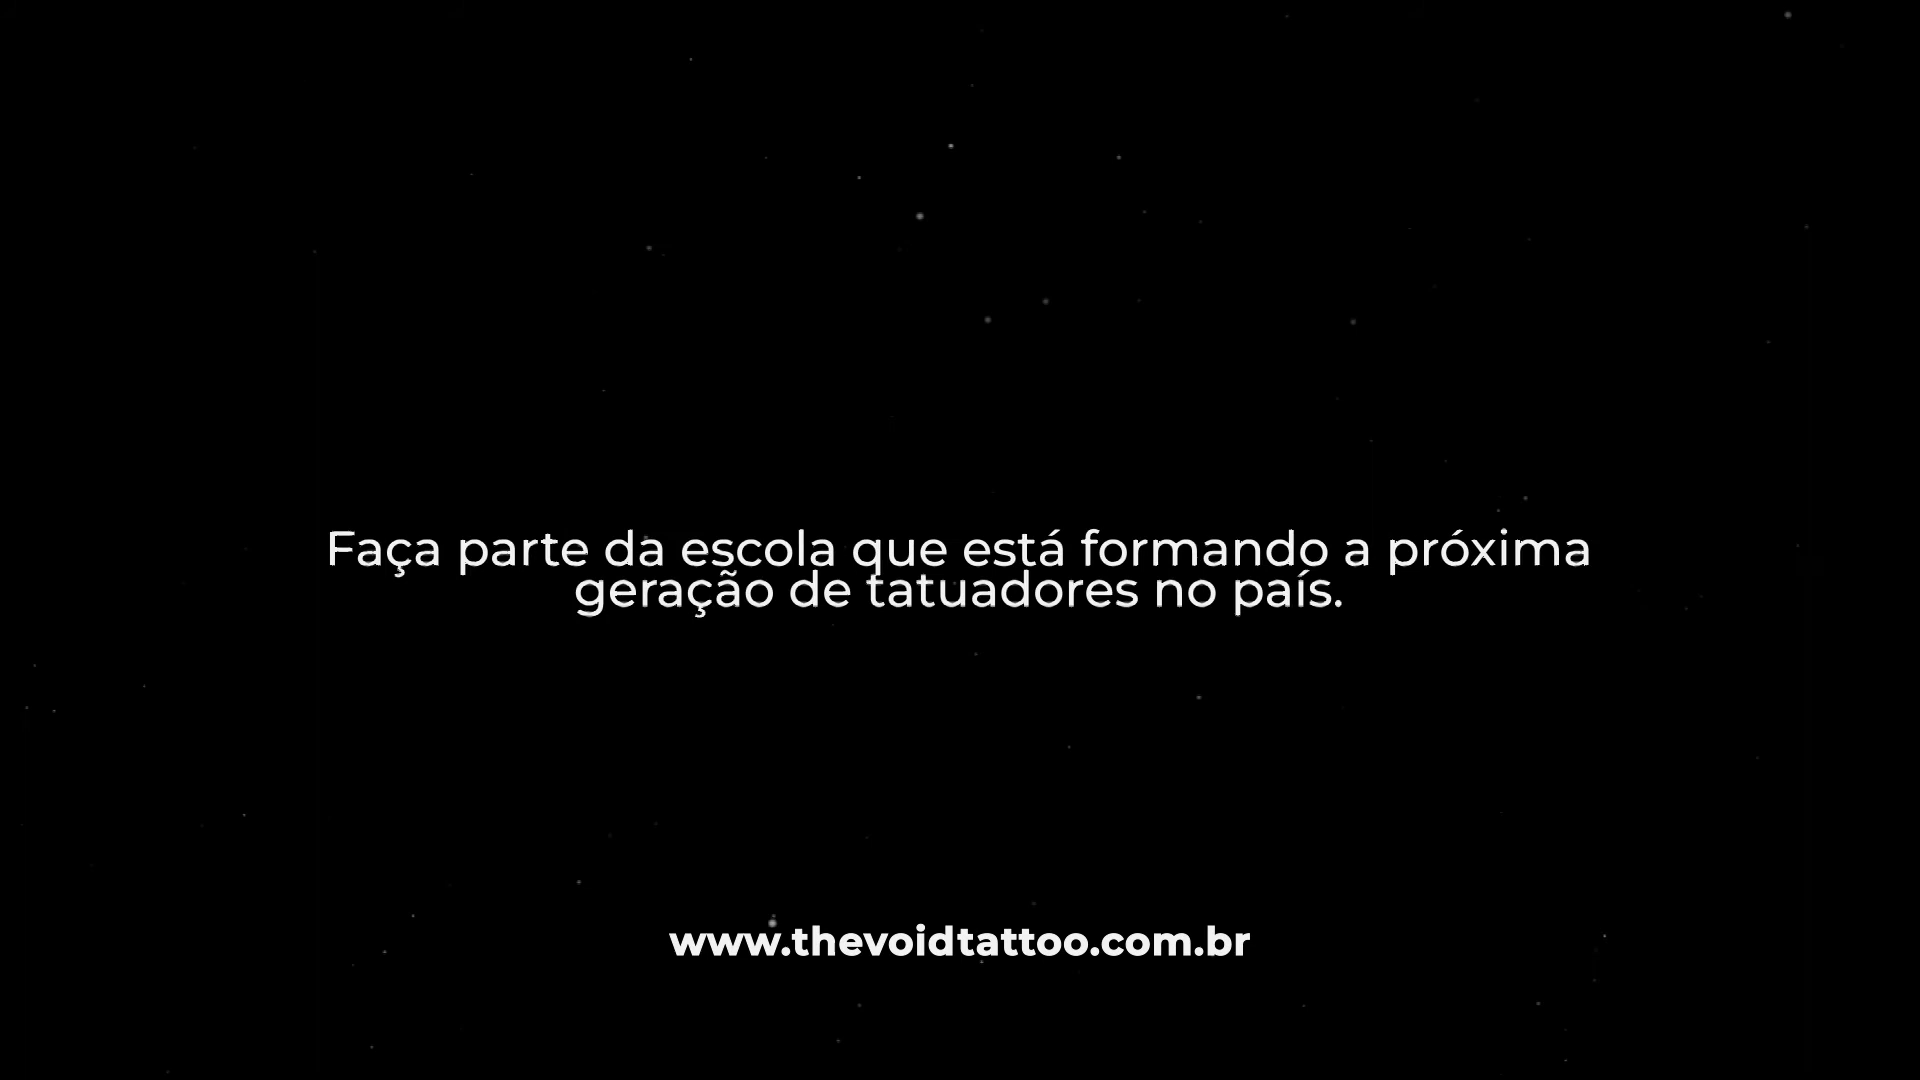 Faça parte da escola que está formando a próxima
geração de tatuadores no país.
www.thevoidtattoo.com.br